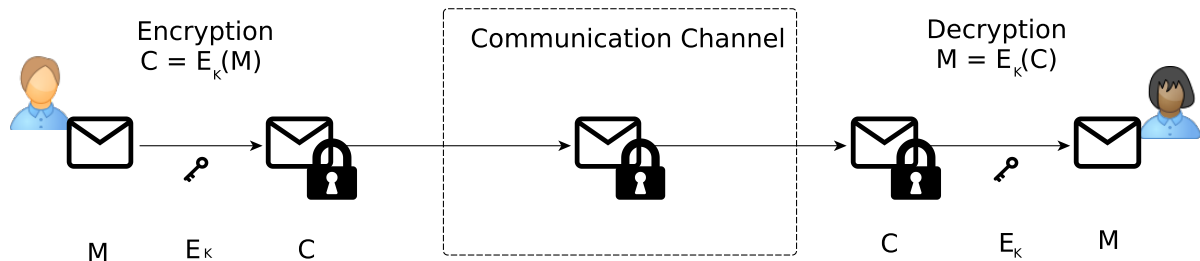 Encryption
C = EK(M)
Communication Channel
Decryption
M = EK(C)
M
EK
C
C
EK
M